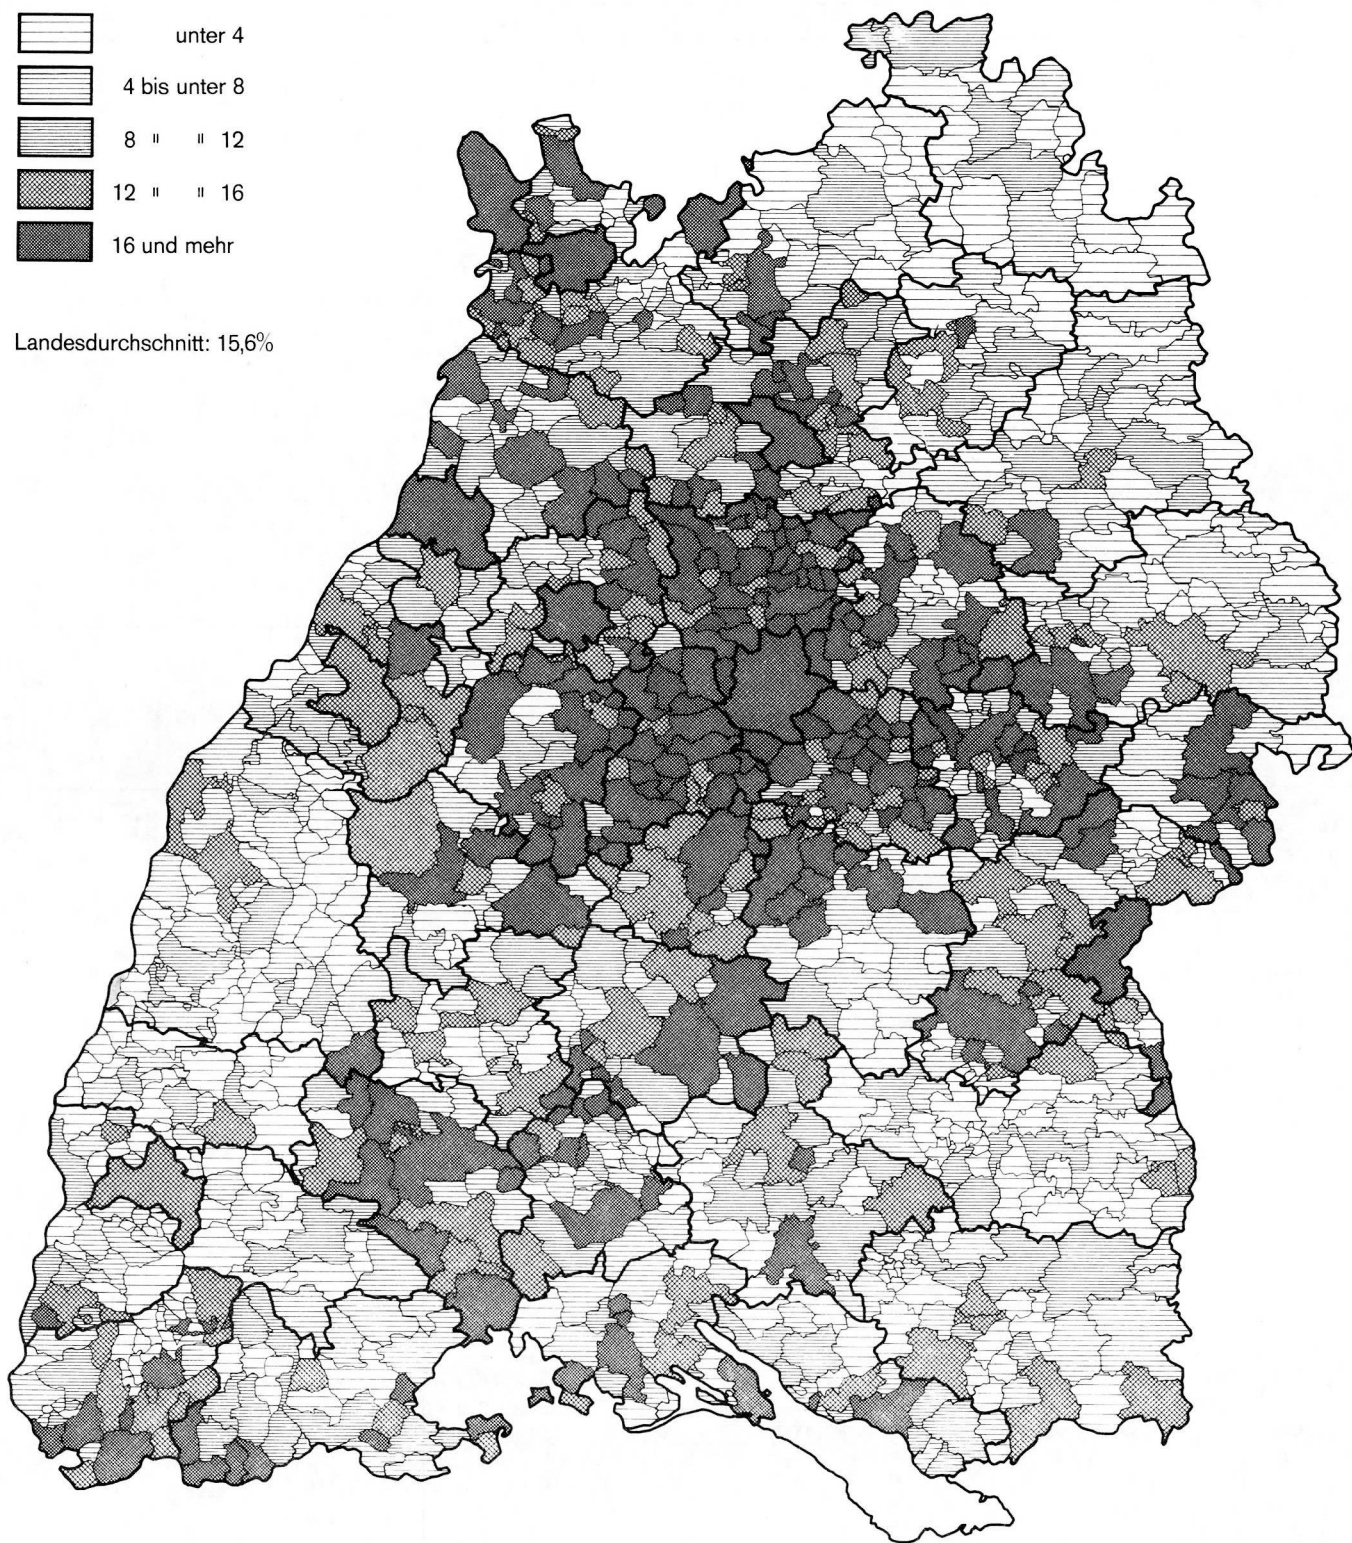 unter 4
4 bis unter 8
8 " " 12
12 " " 16
16 und mehr
Landesdurchschnitt: 15,6%